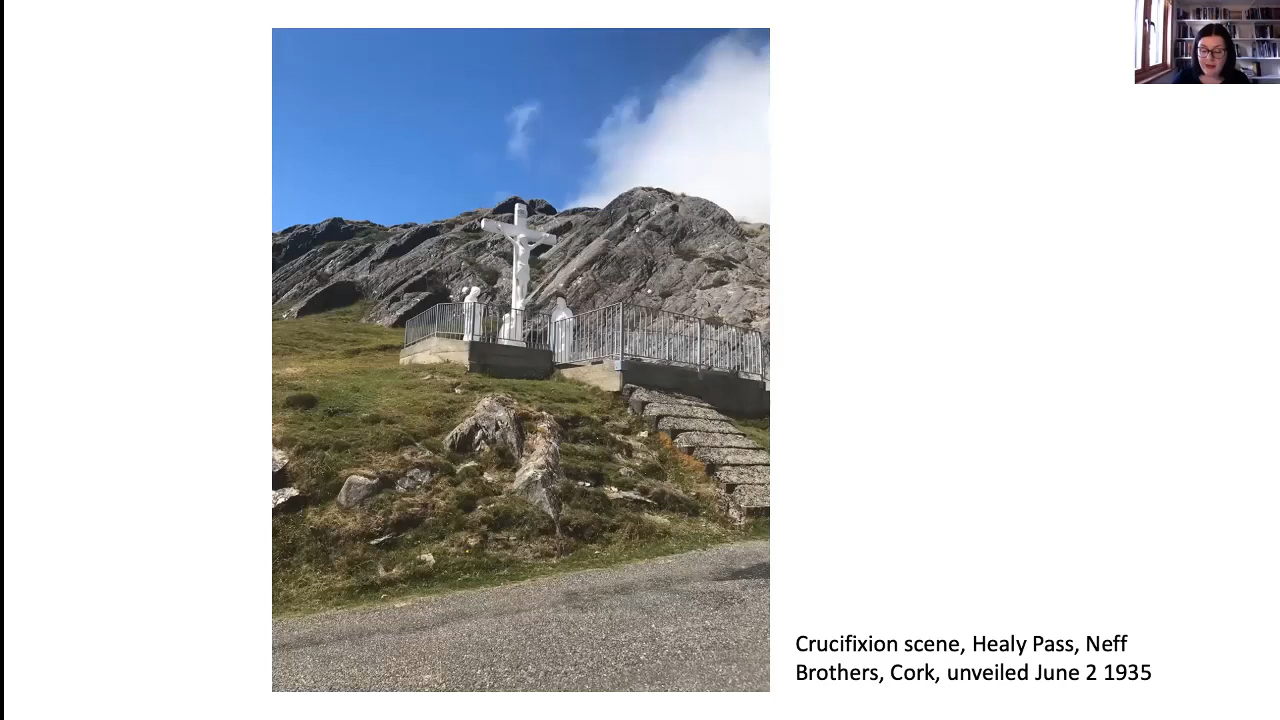 Crucifixion scene, Healy Pass, Neff
Brothers, Cork, unveiled June 2 1935